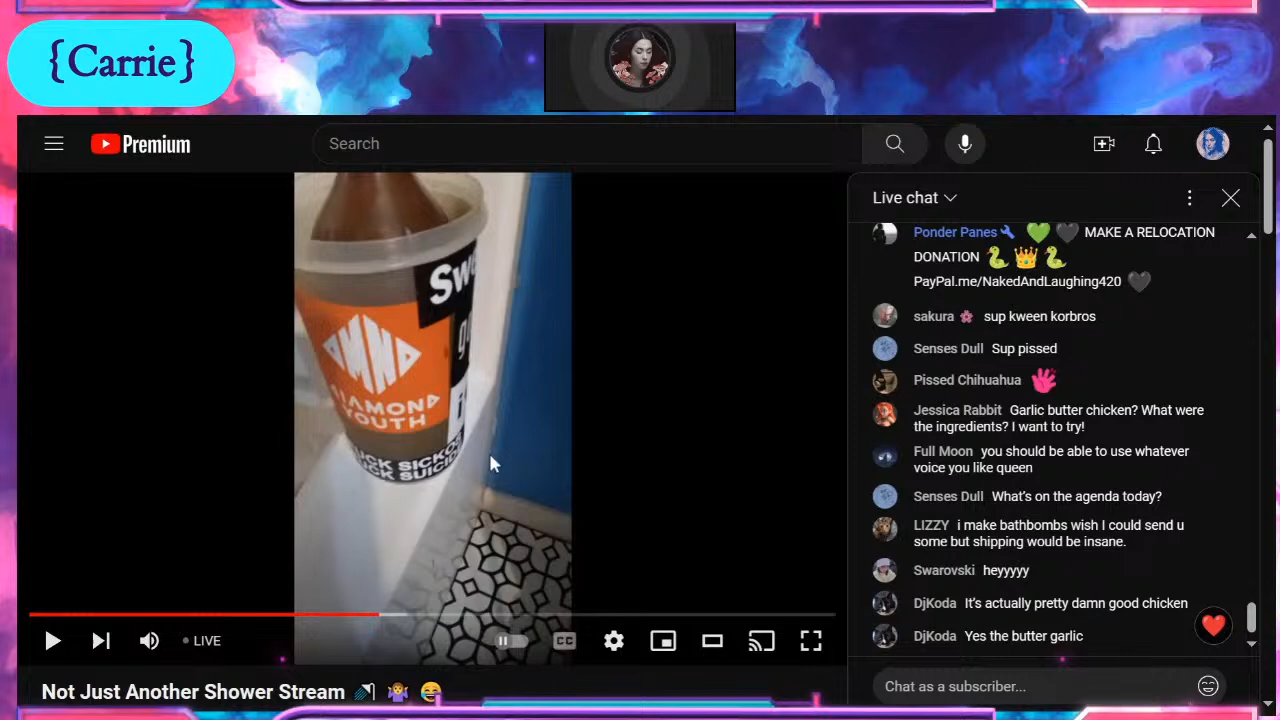 {Carrie}
Premium
Search
Live chat
Ponder Panes MAKE A RELOCATION
DONATION
PayPal.me/NakedAndLaughing420
sakura sup kween korbros
Senses Dull Sup pissed
Pissed Chihuahua
Jessica Rabbit Garlic butter chicken? What were
the ingredients? I want to try!
Full Moon you should be able to use whatever
voice you like queen
Senses Dull What's on the agenda today?
LIZZY i make bathbombs wish I could send u
some but shipping would be insane.
Swarovski heyyyyy
DjKoda It's actually pretty damn good chicken
DjKoda Yes the butter garlic
Chat as a subscriber...
DIAMOND
YOUTH
LIVE
CC
Not Just Another Shower Stream 🚿 🤷‍♀️ 😂